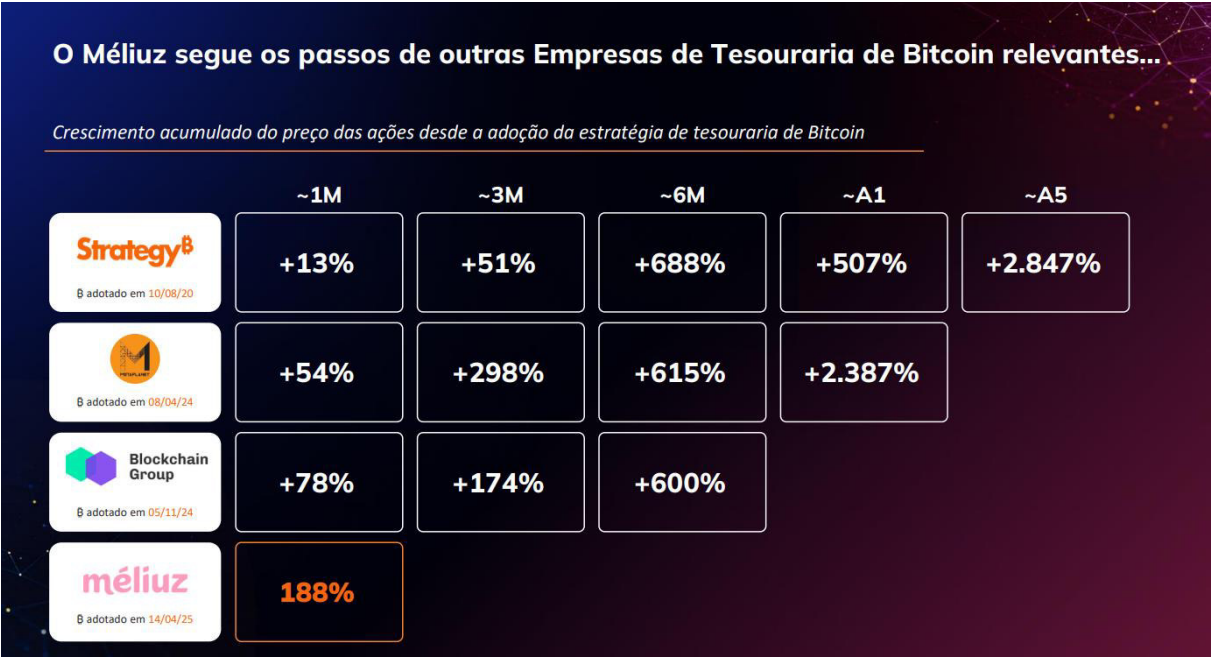 O Méliuz segue os passos de outras Empresas de Tesouraria de Bitcoin relevantes...
Crescimento acumulado do preço das ações desde a adoção da estratégia de tesouraria de Bitcoin
~1M ~3M ~6M ~A1 ~A5
Strategy₿
₿ adotado em 10/08/20
+13% +51% +688% +507% +2.847%
METAPLANET
₿ adotado em 08/04/24
+54% +298% +615% +2.387%
Blockchain
Group
₿ adotado em 05/11/24
+78% +174% +600%
méliuz
₿ adotado em 14/04/25
188%